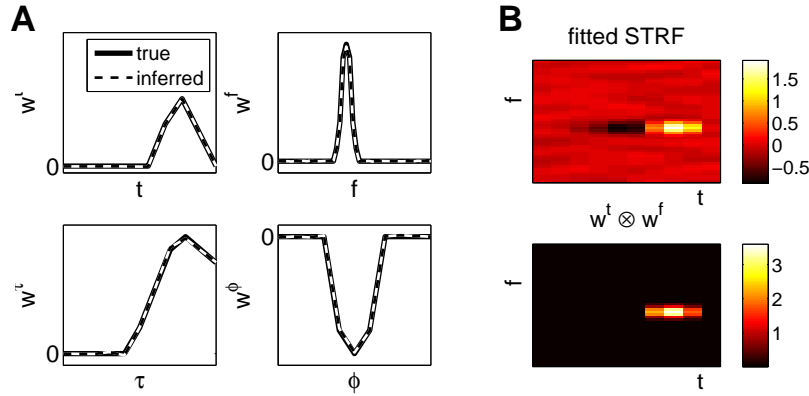 A
true
inferred
w^t
0
t
w^f
0
f
w^τ
0
τ
w^φ
0
ϕ
B
fitted STRF
f
t
1.5
1
0.5
0
−0.5
w^t ⊗ w^f
f
t
3
2
1